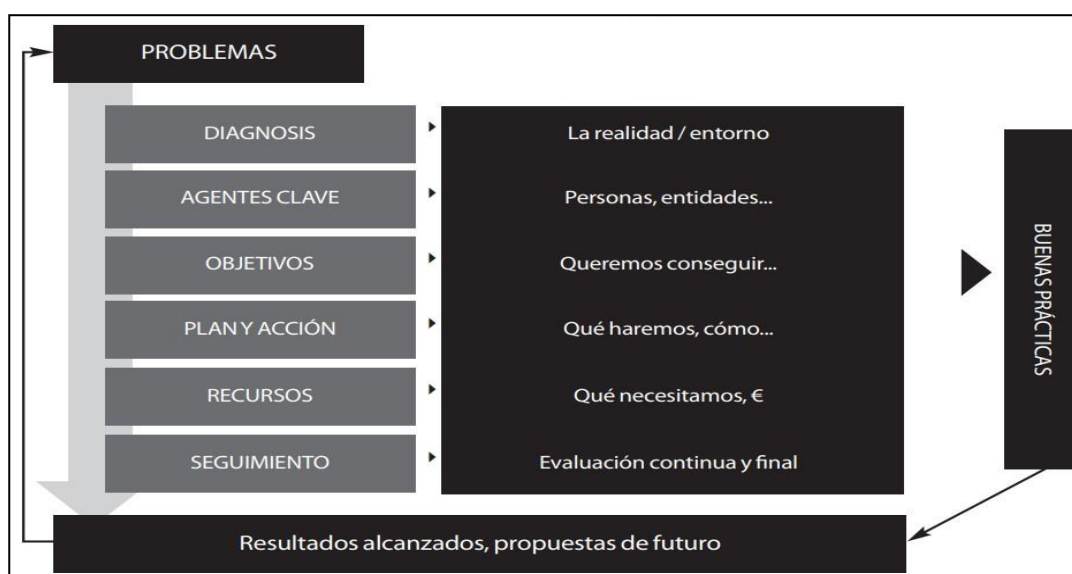 PROBLEMAS
DIAGNOSIS
La realidad / entorno
AGENTES CLAVE
Personas, entidades...
OBJETIVOS
Queremos conseguir...
PLAN Y ACCIÓN
Qué haremos, cómo...
RECURSOS
Qué necesitamos, €
SEGUIMIENTO
Evaluación continua y final
BUENAS PRÁCTICAS
Resultados alcanzados, propuestas de futuro